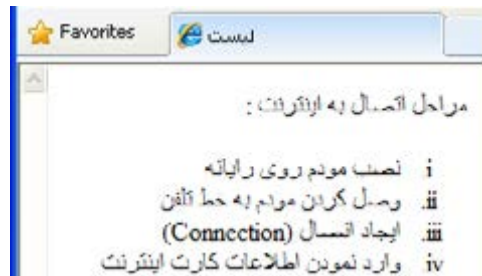 Favorites
لیست
مراحل اتصال به اینترنت :
i نصب مودم روی رایانه
ii. وصل کردن مودم به خط تلفن
iii. ایجاد اتصال (Connection)
iv وارد نمودن اطلاعات کارت اینترنت